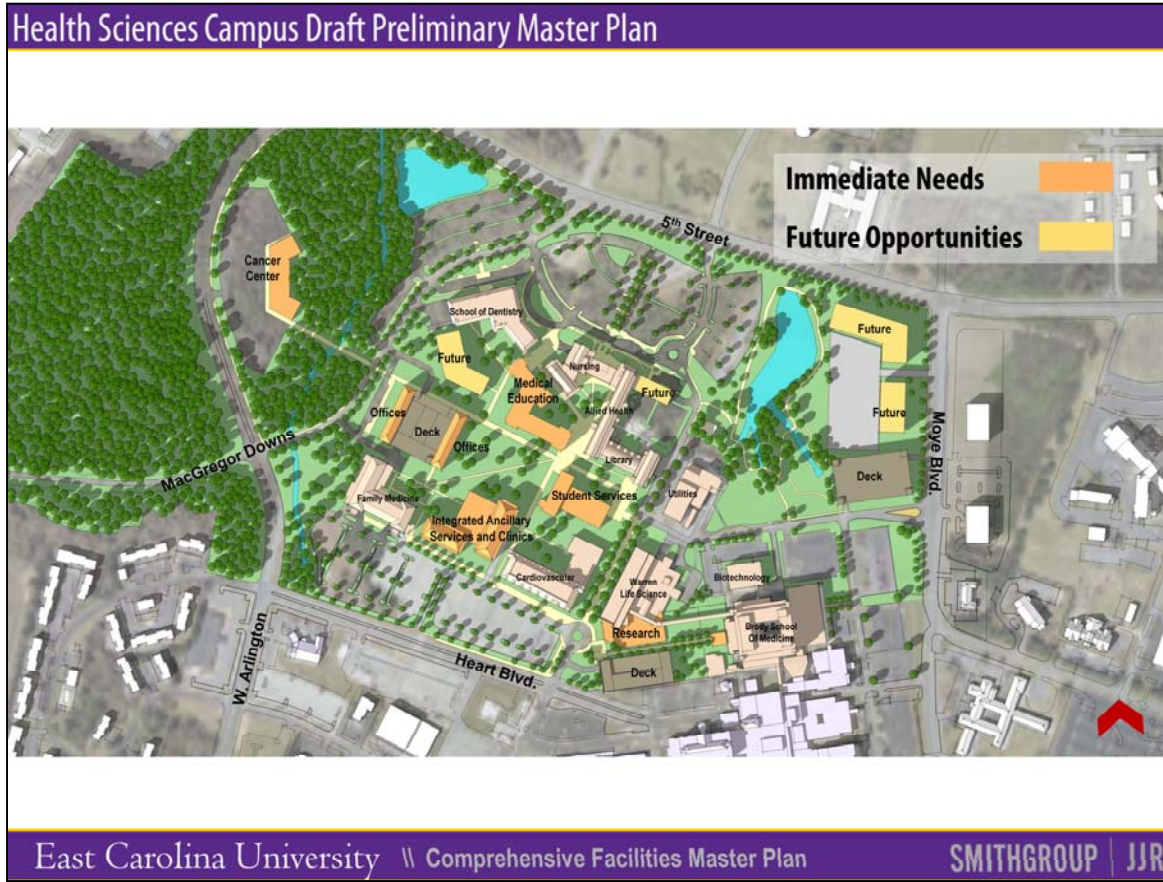 Health Sciences Campus Draft Preliminary Master Plan
Immediate Needs
Future Opportunities
5th Street
Cancer
Center
School of Dentistry
Future
Nursing
Medical
Education
Future
Allied Health
Future
Future
Offices
Deck
Offices
Library
MacGregor Downs
Moye Blvd.
Deck
Family Medicine
Student Services
Utilities
Integrated Ancillary
Services and Clinics
Cardiovascular
Warren
Life Science
Biotechnology
Research
Brody School
Of Medicine
Deck
W. Arlington
Heart Blvd.
East Carolina University \\ Comprehensive Facilities Master Plan
SMITHGROUP | JJR